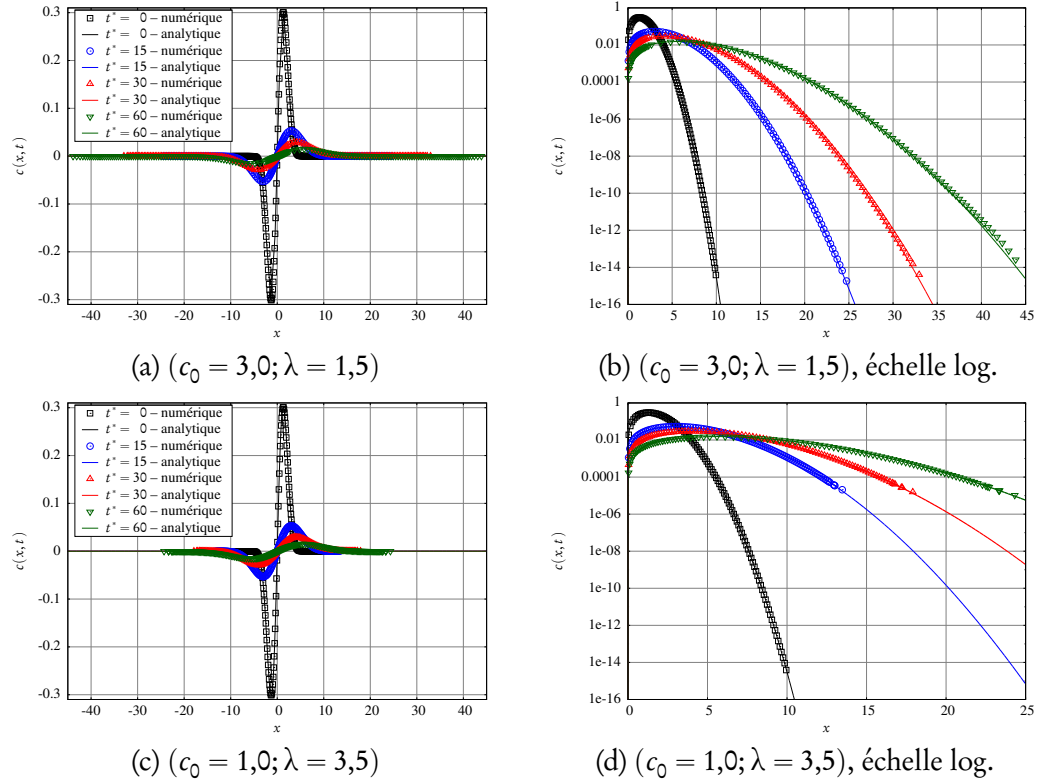 t* = 0 – numérique
t* = 0 – analytique
t* = 15 – numérique
t* = 15 – analytique
t* = 30 – numérique
t* = 30 – analytique
t* = 60 – numérique
t* = 60 – analytique
0.3
0.2
0.1
0
-0.1
-0.2
-0.3
c(x,t)
-40 -30 -20 -10 0 10 20 30 40
x
(a) (c₀ = 3,0; λ = 1,5)
1
0.01
0.0001
1e-06
1e-08
1e-10
1e-12
1e-14
1e-16
c(x,t)
0 5 10 15 20 25 30 35 40 45
x
(b) (c₀ = 3,0; λ = 1,5), échelle log.
t* = 0 – numérique
t* = 0 – analytique
t* = 15 – numérique
t* = 15 – analytique
t* = 30 – numérique
t* = 30 – analytique
t* = 60 – numérique
t* = 60 – analytique
0.3
0.2
0.1
0
-0.1
-0.2
-0.3
c(x,t)
-40 -30 -20 -10 0 10 20 30 40
x
(c) (c₀ = 1,0; λ = 3,5)
1
0.01
0.0001
1e-06
1e-08
1e-10
1e-12
1e-14
1e-16
c(x,t)
0 5 10 15 20 25
x
(d) (c₀ = 1,0; λ = 3,5), échelle log.